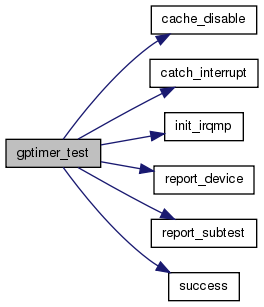 cache_disable
catch_interrupt
init_irqmp
gptimer_test
report_device
report_subtest
success